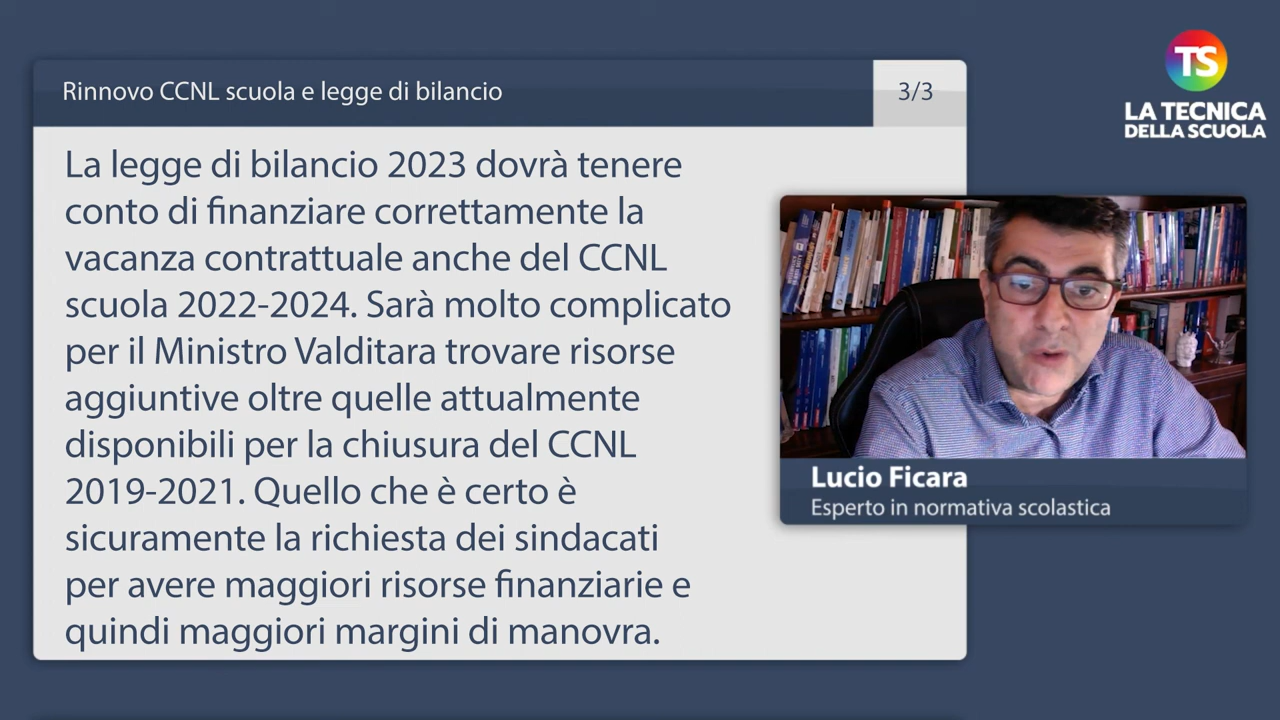 Rinnovo CCNL scuola e legge di bilancio
3/3
La legge di bilancio 2023 dovrà tenere
conto di finanziare correttamente la
vacanza contrattuale anche del CCNL
scuola 2022-2024. Sarà molto complicato
per il Ministro Valditara trovare risorse
aggiuntive oltre quelle attualmente
disponibili per la chiusura del CCNL
2019-2021. Quello che è certo è
sicuramente la richiesta dei sindacati
per avere maggiori risorse finanziarie e
quindi maggiori margini di manovra.
TS
LA TECNICA
DELLA SCUOLA
Lucio Ficara
Esperto in normativa scolastica